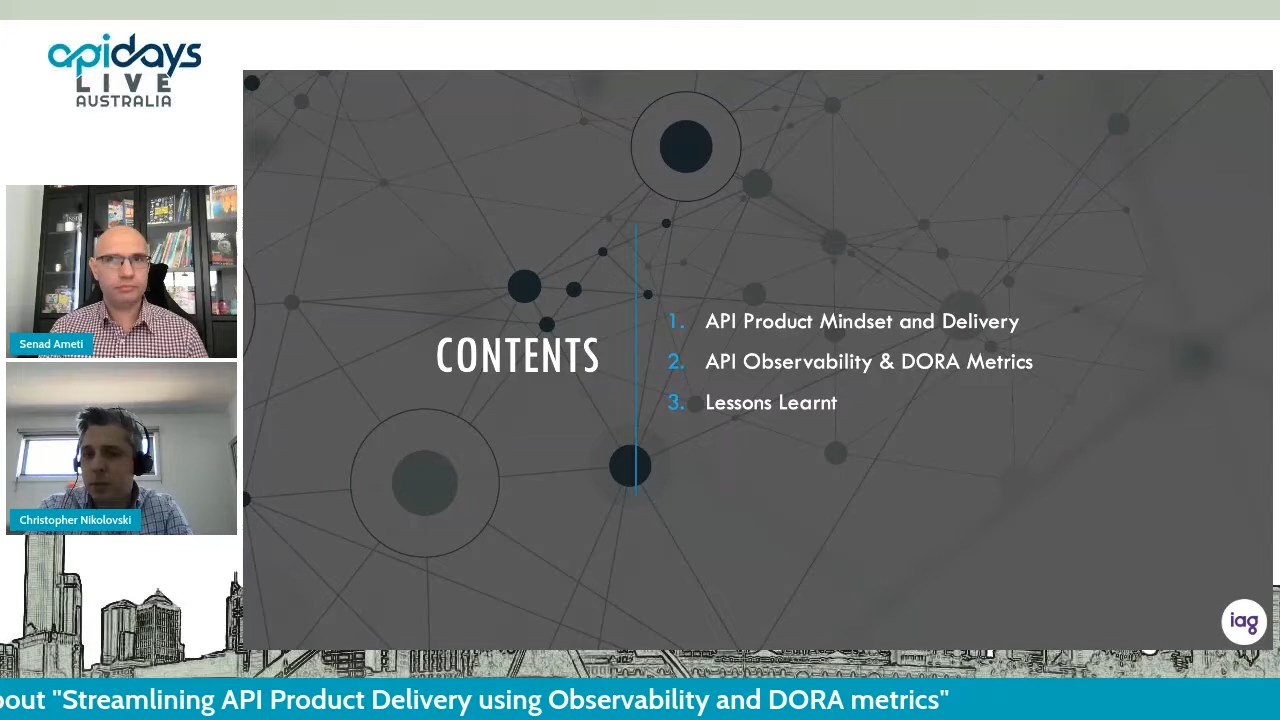 apidays
LIVE
AUSTRALIA
Senad Ameti
Christopher Nikolovski
CONTENTS
1. API Product Mindset and Delivery
2. API Observability & DORA Metrics
3. Lessons Learnt
iag
bout "Streamlining API Product Delivery using Observability and DORA metrics"